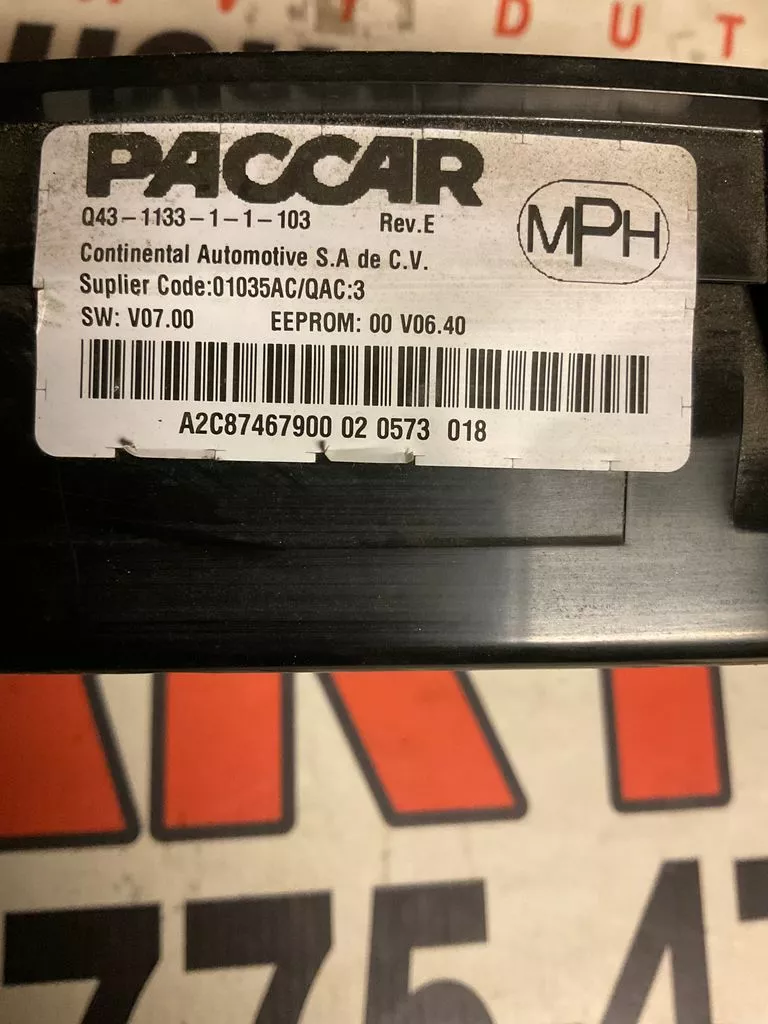 D U T
PACCAR
Q43-1133-1-1-103 Rev.E
MPH
Continental Automotive S.A de C.V.
Suplier Code:01035AC/QAC:3
SW: V07.00 EEPROM: 00 V06.40
A2C87467900 02 0573 018
775